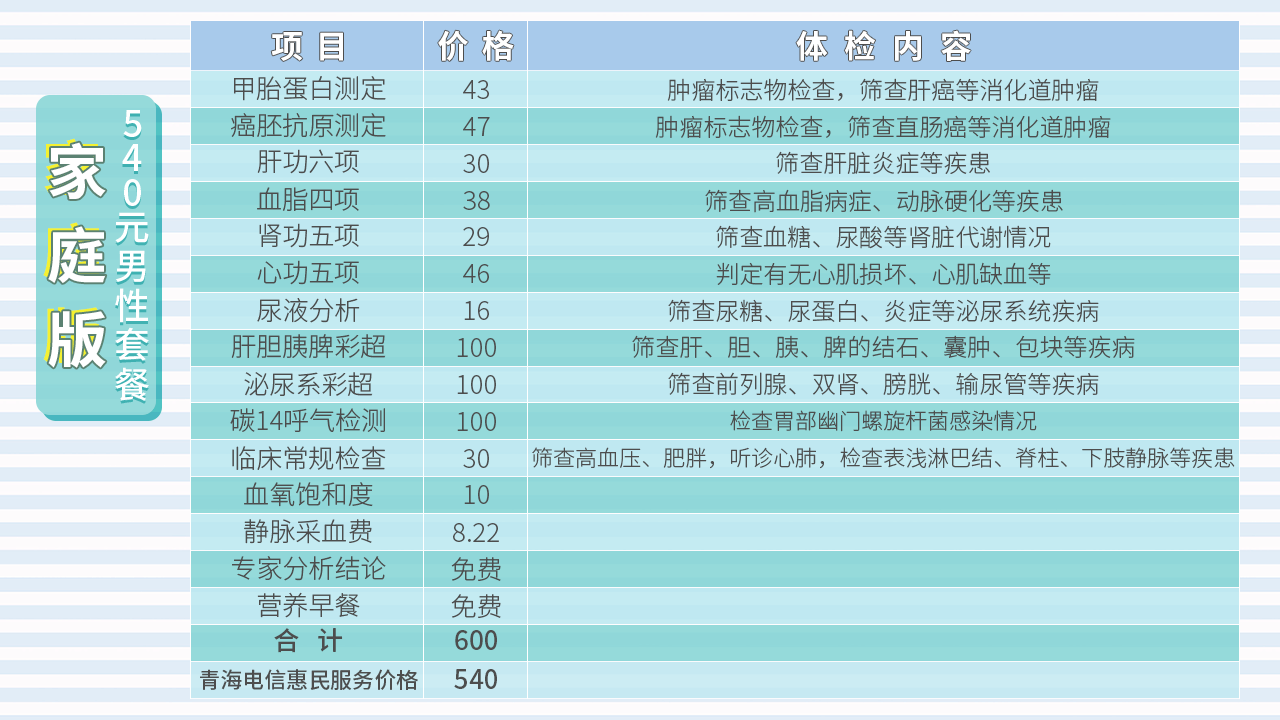 家庭版
540元男性套餐
项目 价格 体检内容
甲胎蛋白测定 43 肿瘤标志物检查，筛查肝癌等消化道肿瘤
癌胚抗原测定 47 肿瘤标志物检查，筛查直肠癌等消化道肿瘤
肝功六项 30 筛查肝脏炎症等疾患
血脂四项 38 筛查高血脂病症、动脉硬化等疾患
肾功五项 29 筛查血糖、尿酸等肾脏代谢情况
心功五项 46 判定有无心肌损坏、心肌缺血等
尿液分析 16 筛查尿糖、尿蛋白、炎症等泌尿系统疾病
肝胆胰脾彩超 100 筛查肝、胆、胰、脾的结石、囊肿、包块等疾病
泌尿系彩超 100 筛查前列腺、双肾、膀胱、输尿管等疾病
碳14呼气检测 100 检查胃部幽门螺旋杆菌感染情况
临床常规检查 30 筛查高血压、肥胖，听诊心肺，检查表浅淋巴结、脊柱、下肢静脉等疾患
血氧饱和度 10
静脉采血费 8.22
专家分析结论 免费
营养早餐 免费
合 计 600
青海电信惠民服务价格 540